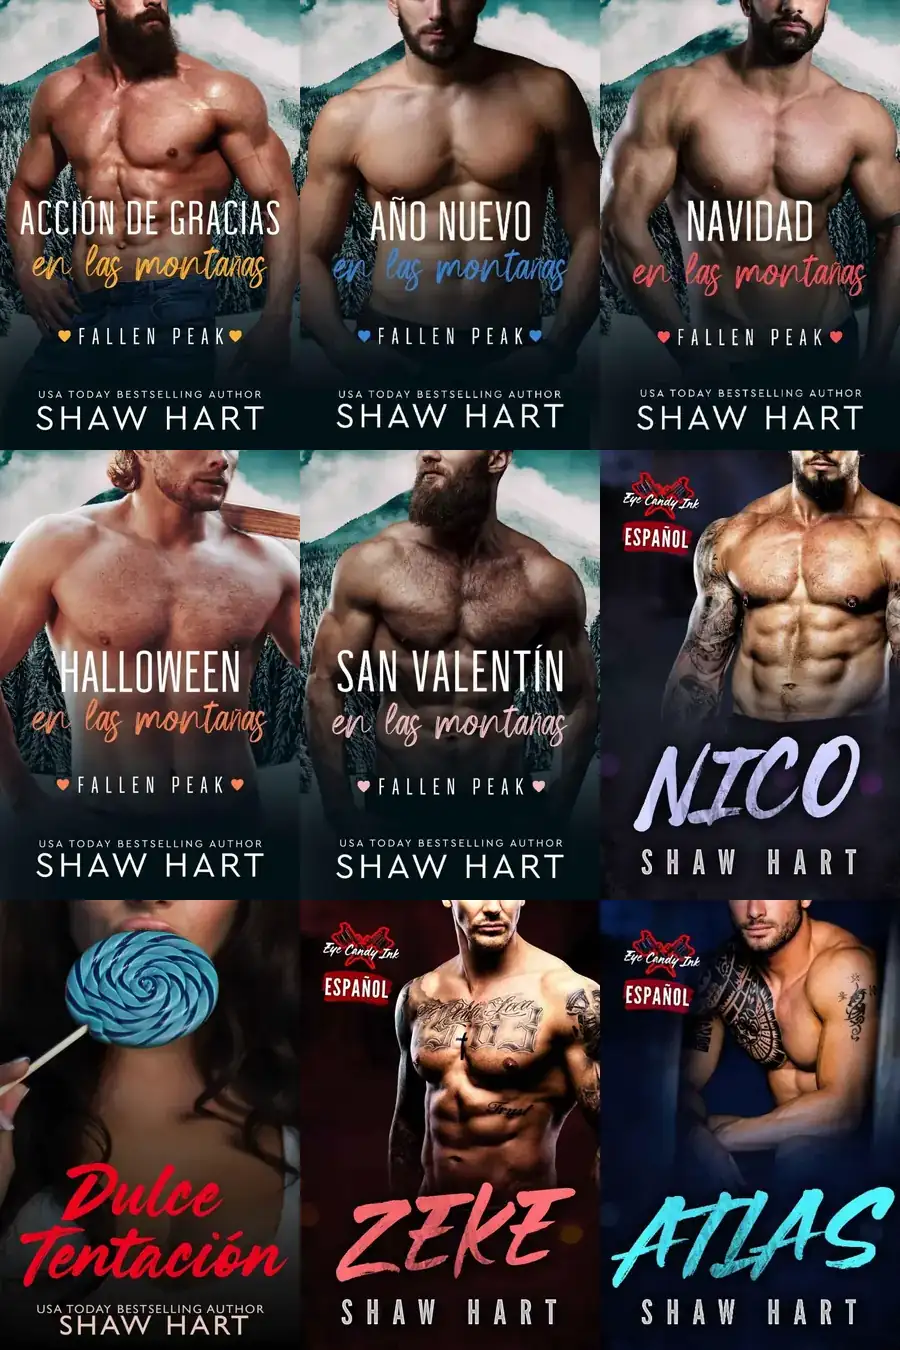 ACCIÓN DE GRACIAS
en las montañas
FALLEN PEAK
USA TODAY BESTSELLING AUTHOR
SHAW HART
AÑO NUEVO
en las montañas
FALLEN PEAK
USA TODAY BESTSELLING AUTHOR
SHAW HART
NAVIDAD
en las montañas
FALLEN PEAK
USA TODAY BESTSELLING AUTHOR
SHAW HART
HALLOWEEN
en las montañas
FALLEN PEAK
USA TODAY BESTSELLING AUTHOR
SHAW HART
SAN VALENTÍN
en las montañas
FALLEN PEAK
USA TODAY BESTSELLING AUTHOR
SHAW HART
Eye Candy Ink
ESPAÑOL
NICO
SHAW HART
Dulce
Tentación
USA TODAY BESTSELLING AUTHOR
SHAW HART
Eye Candy Ink
ESPAÑOL
Trust
ZEKE
SHAW HART
Eye Candy Ink
ESPAÑOL
ATLAS
SHAW HART